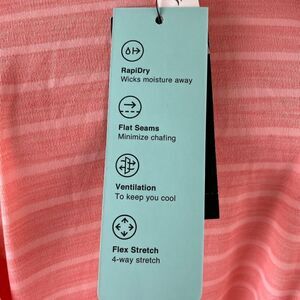 RapiDry
Wicks moisture away
Flat Seams
Minimize chafing
Ventilation
To keep you cool
Flex Stretch
4-way stretch